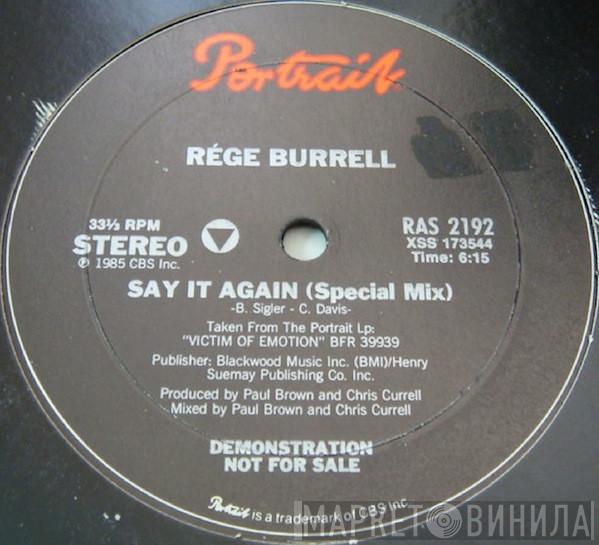 Portrait
RÉGE BURRELL
33⅓ RPM
STEREO
℗ 1985 CBS Inc.
RAS 2192
XSS 173544
Time: 6:15
SAY IT AGAIN (Special Mix)
-B. Sigler - C. Davis-
Taken From The Portrait Lp:
"VICTIM OF EMOTION" BFR 39939
Publisher: Blackwood Music Inc. (BMI)/Henry
Suemay Publishing Co. Inc.
Produced by Paul Brown and Chris Currell
Mixed by Paul Brown and Chris Currell
DEMONSTRATION
NOT FOR SALE
Portrait is a trademark of CBS Inc.
МАРКЕТ ВИНИЛА